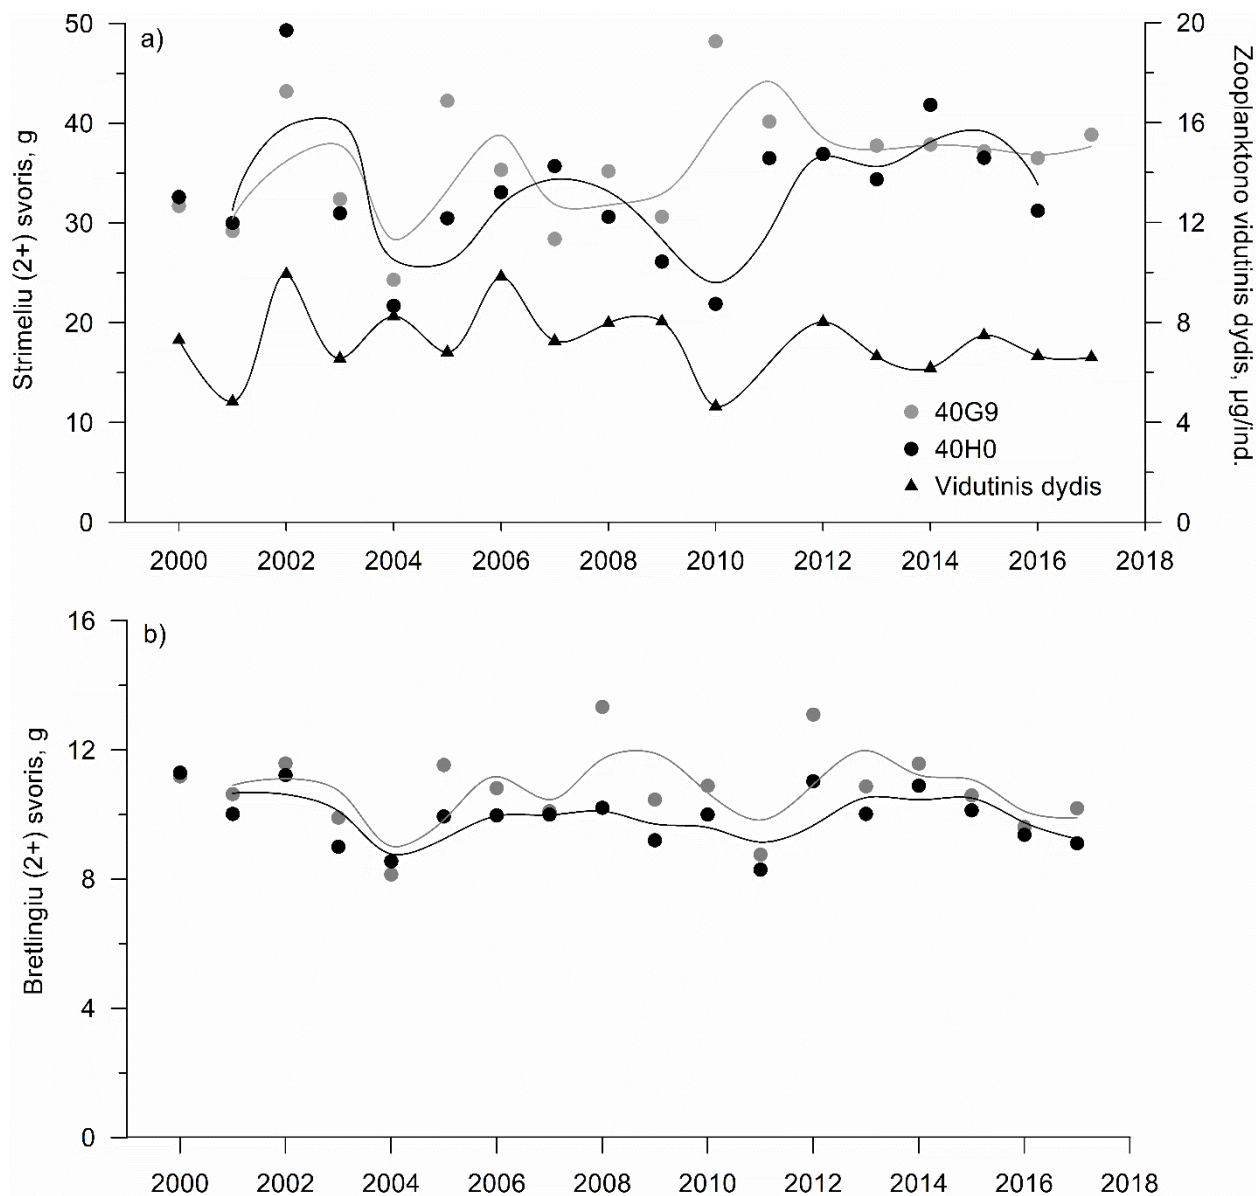 a)
50
40
30
20
10
0
Strimeliu (2+) svoris, g
20
16
12
8
4
0
Zooplanktono vidutinis dydis, µg/ind.
40G9
40H0
Vidutinis dydis
2000 2002 2004 2006 2008 2010 2012 2014 2016 2018
b)
16
12
8
4
0
Bretlingiu (2+) svoris, g
2000 2002 2004 2006 2008 2010 2012 2014 2016 2018